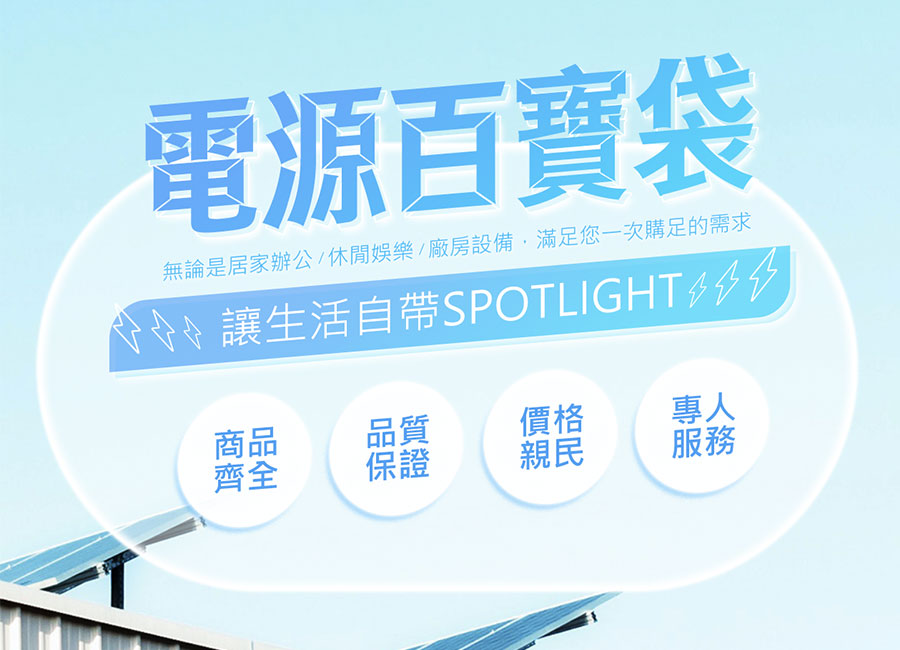 電源百寶袋
無論是居家辦公/休閒娛樂/廠房設備，滿足您一次購足的需求
讓生活自帶SPOTLIGHT
商品
齊全
品質
保證
價格
親民
專人
服務